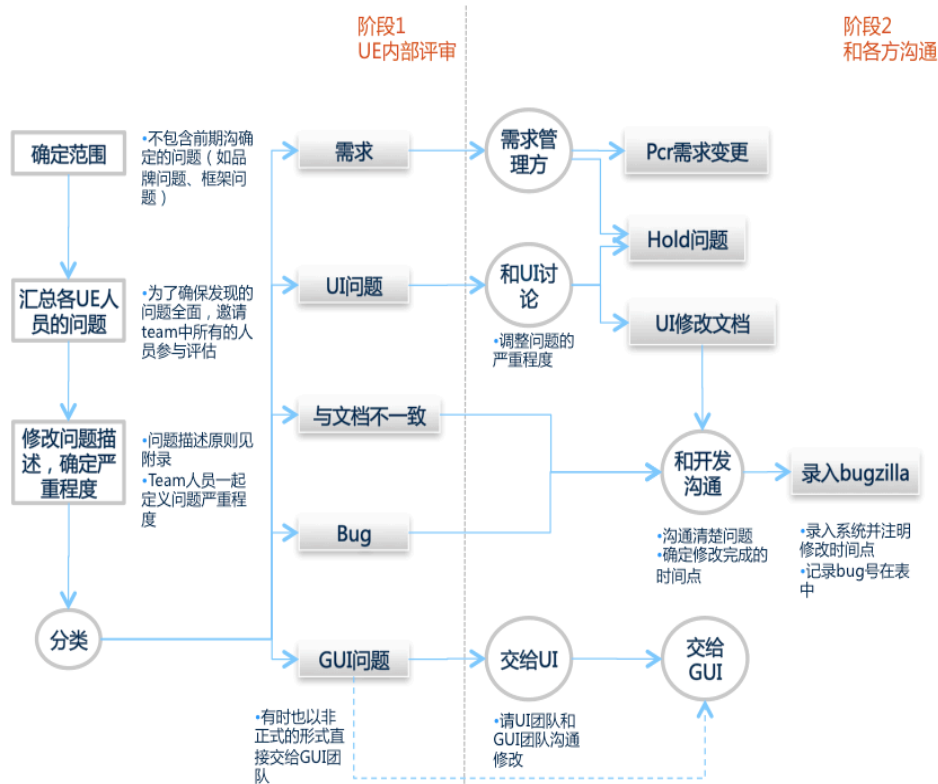 阶段1
UE内部评审
阶段2
和各方沟通
确定范围
•不包含前期沟确
定的问题（如品
牌问题、框架问
题）
需求
需求管
理方
Pcr需求变更
Hold问题
汇总各UE人
员的问题
•为了确保发现的
问题全面，邀请
team中所有的人
员参与评估
UI问题
和UI讨
论
•调整问题的
严重程度
UI修改文档
修改问题描
述，确定严
重程度
•问题描述原则见
附录
•Team人员一起
定义问题严重程
度
与文档不一致
Bug
和开发
沟通
•沟通清楚问题
•确定修改完成的
时间点
录入bugzilla
•录入系统并注明
修改时间点
•记录bug号在表
中
分类
GUI问题
•有时也以非
正式的形式直
接交给GUI团
队
交给UI
•请UI团队和
GUI团队沟通
修改
交给
GUI